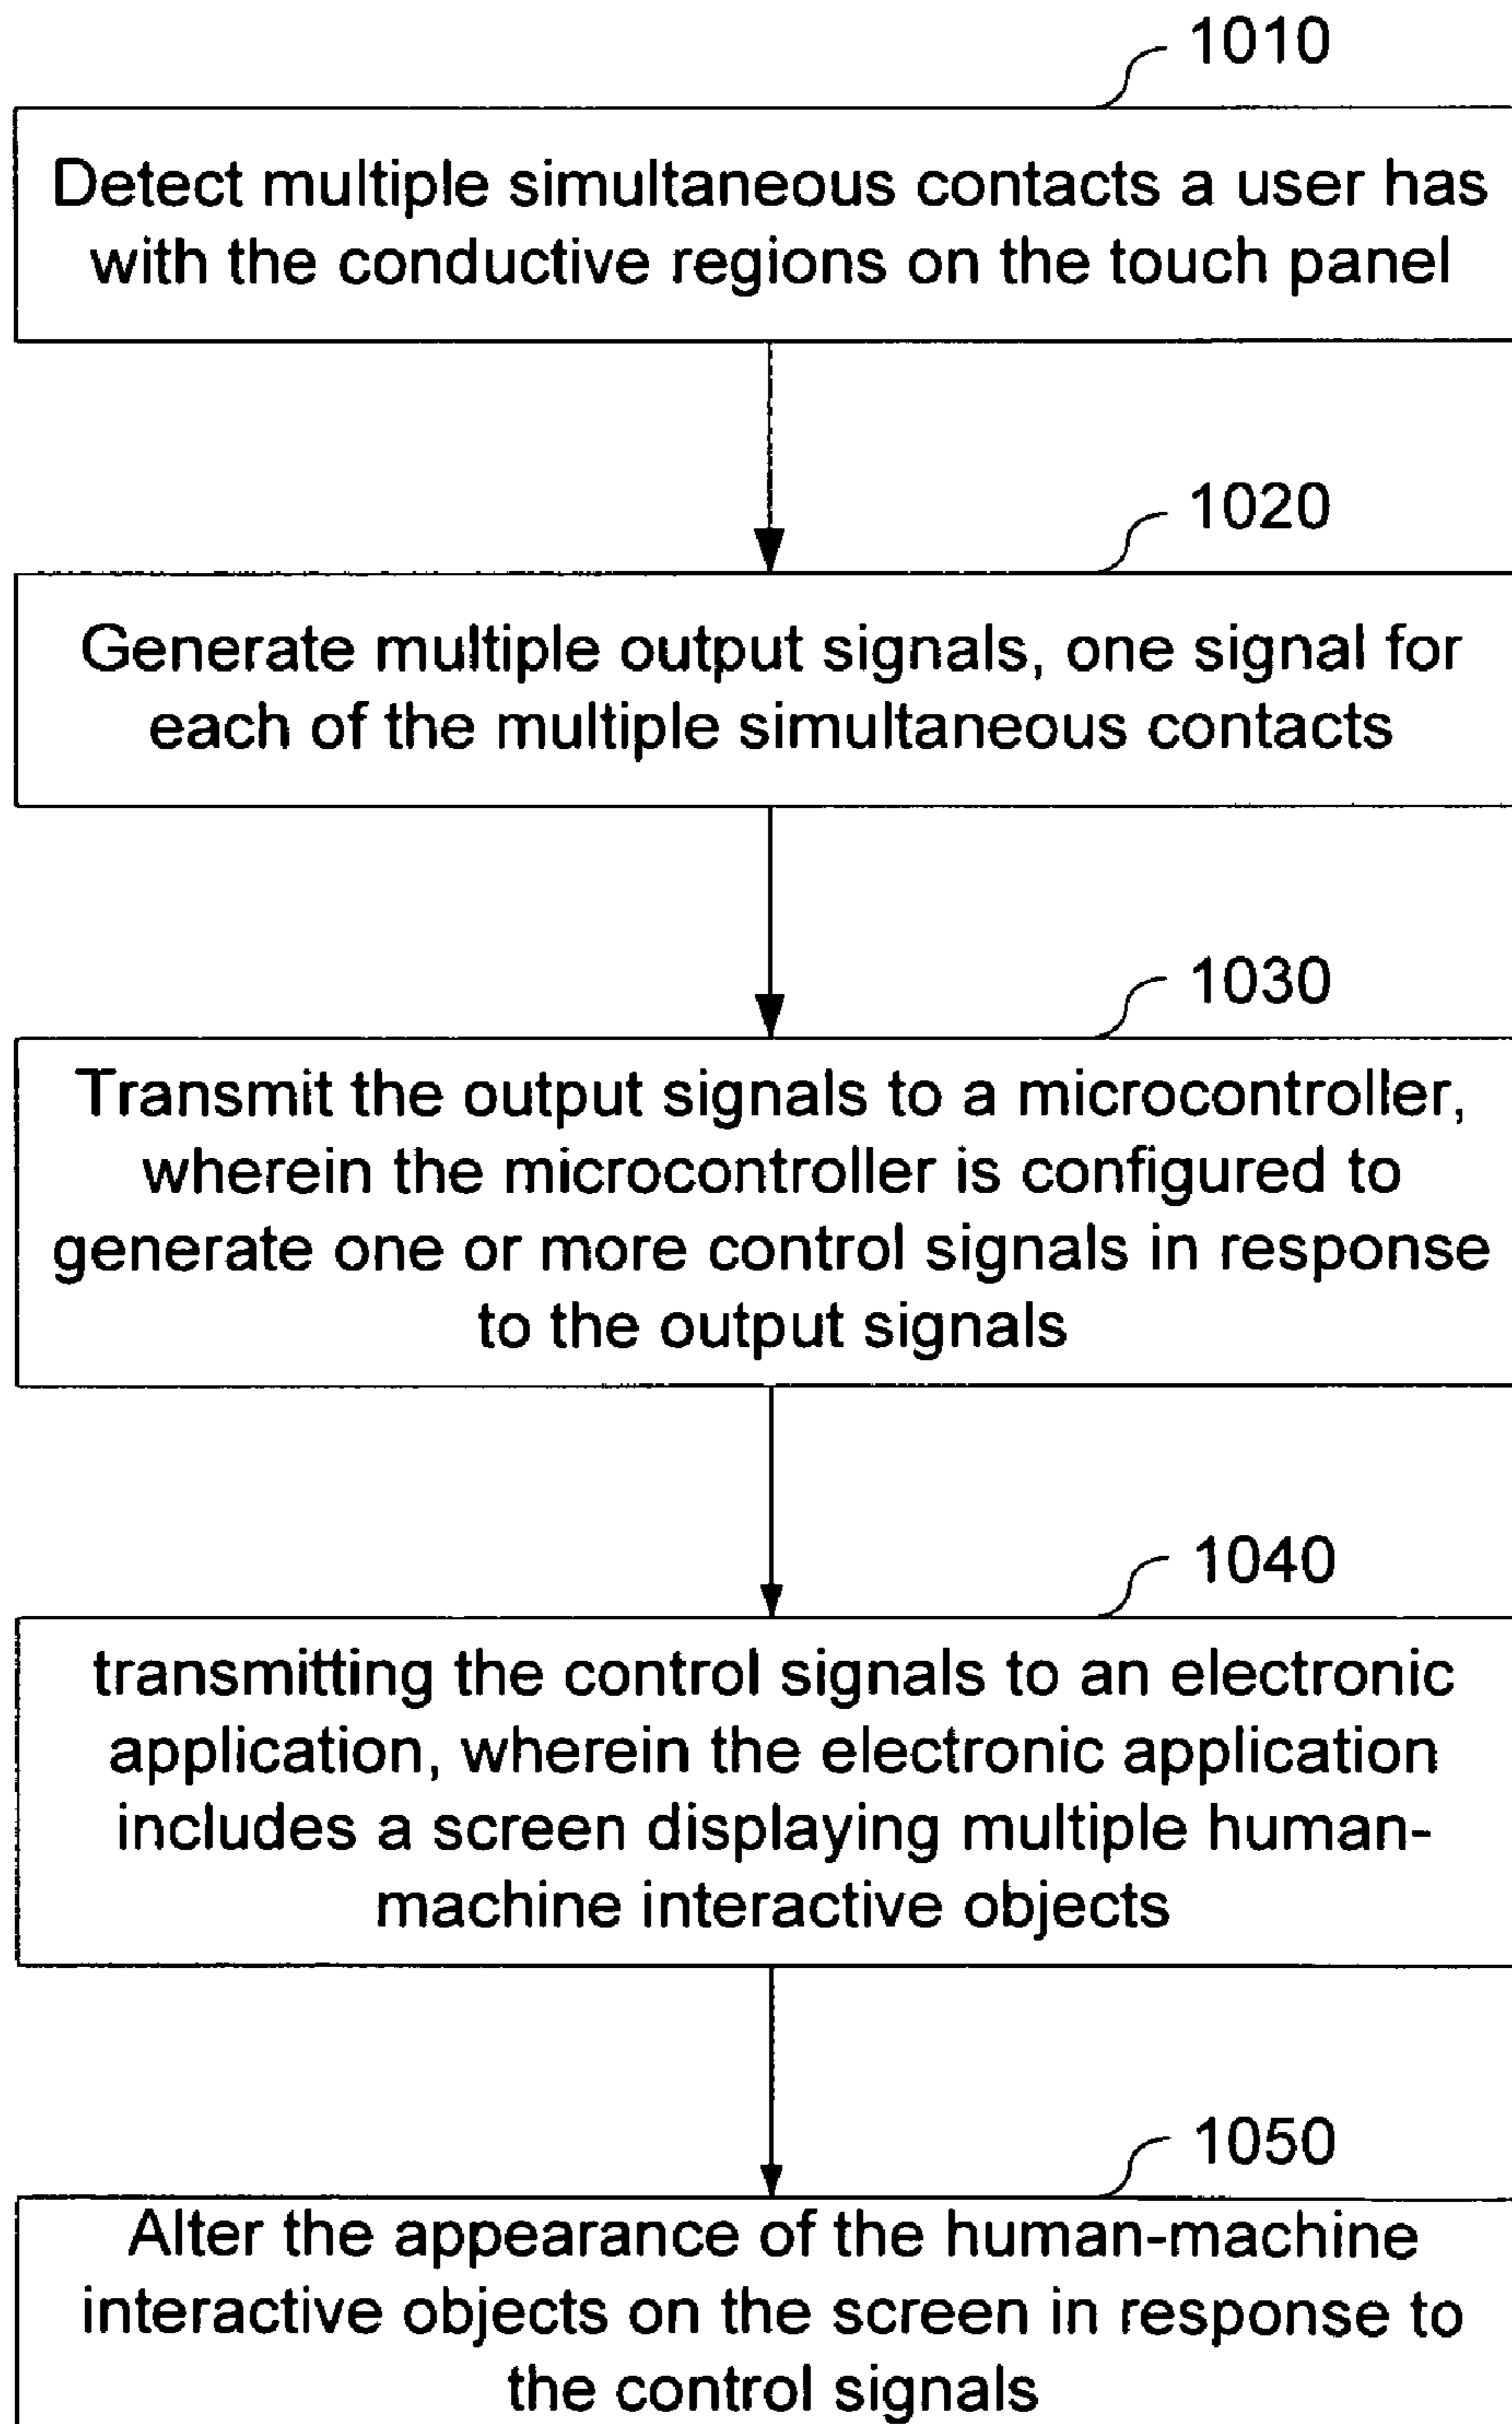 1010
Detect multiple simultaneous contacts a user has
with the conductive regions on the touch panel
1020
Generate multiple output signals, one signal for
each of the multiple simultaneous contacts
1030
Transmit the output signals to a microcontroller,
wherein the microcontroller is configured to
generate one or more control signals in response
to the output signals
1040
transmitting the control signals to an electronic
application, wherein the electronic application
includes a screen displaying multiple human-
machine interactive objects
1050
Alter the appearance of the human-machine
interactive objects on the screen in response to
the control signals